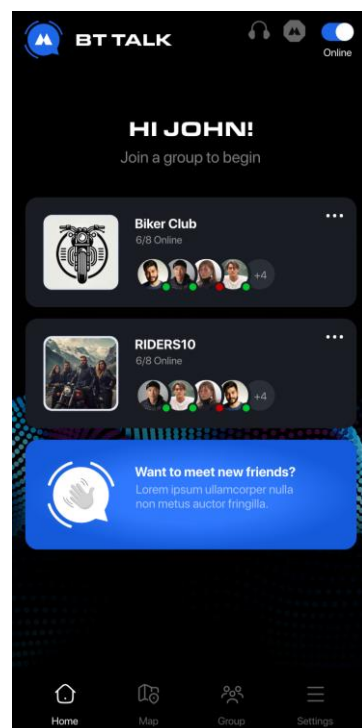 BT TALK
Online
HI JOHN!
Join a group to begin
Biker Club
6/8 Online
+4
RIDERS10
6/8 Online
+4
Want to meet new friends?
Lorem ipsum ullamcorper nulla
non metus auctor fringilla.
Home
Map
Group
Settings